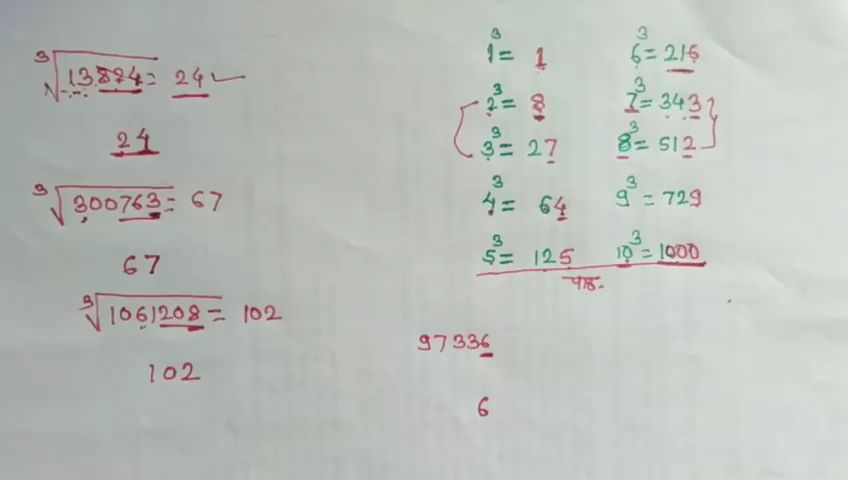 ∛13824 = 24 ✓
24
∛300763 = 67
67
∛1061208 = 102
102
1³ = 1
2³ = 8
3³ = 27
4³ = 64
5³ = 125
6³ = 216
7³ = 343
8³ = 512
9³ = 729
10³ = 1000
पाठ.
97336
6